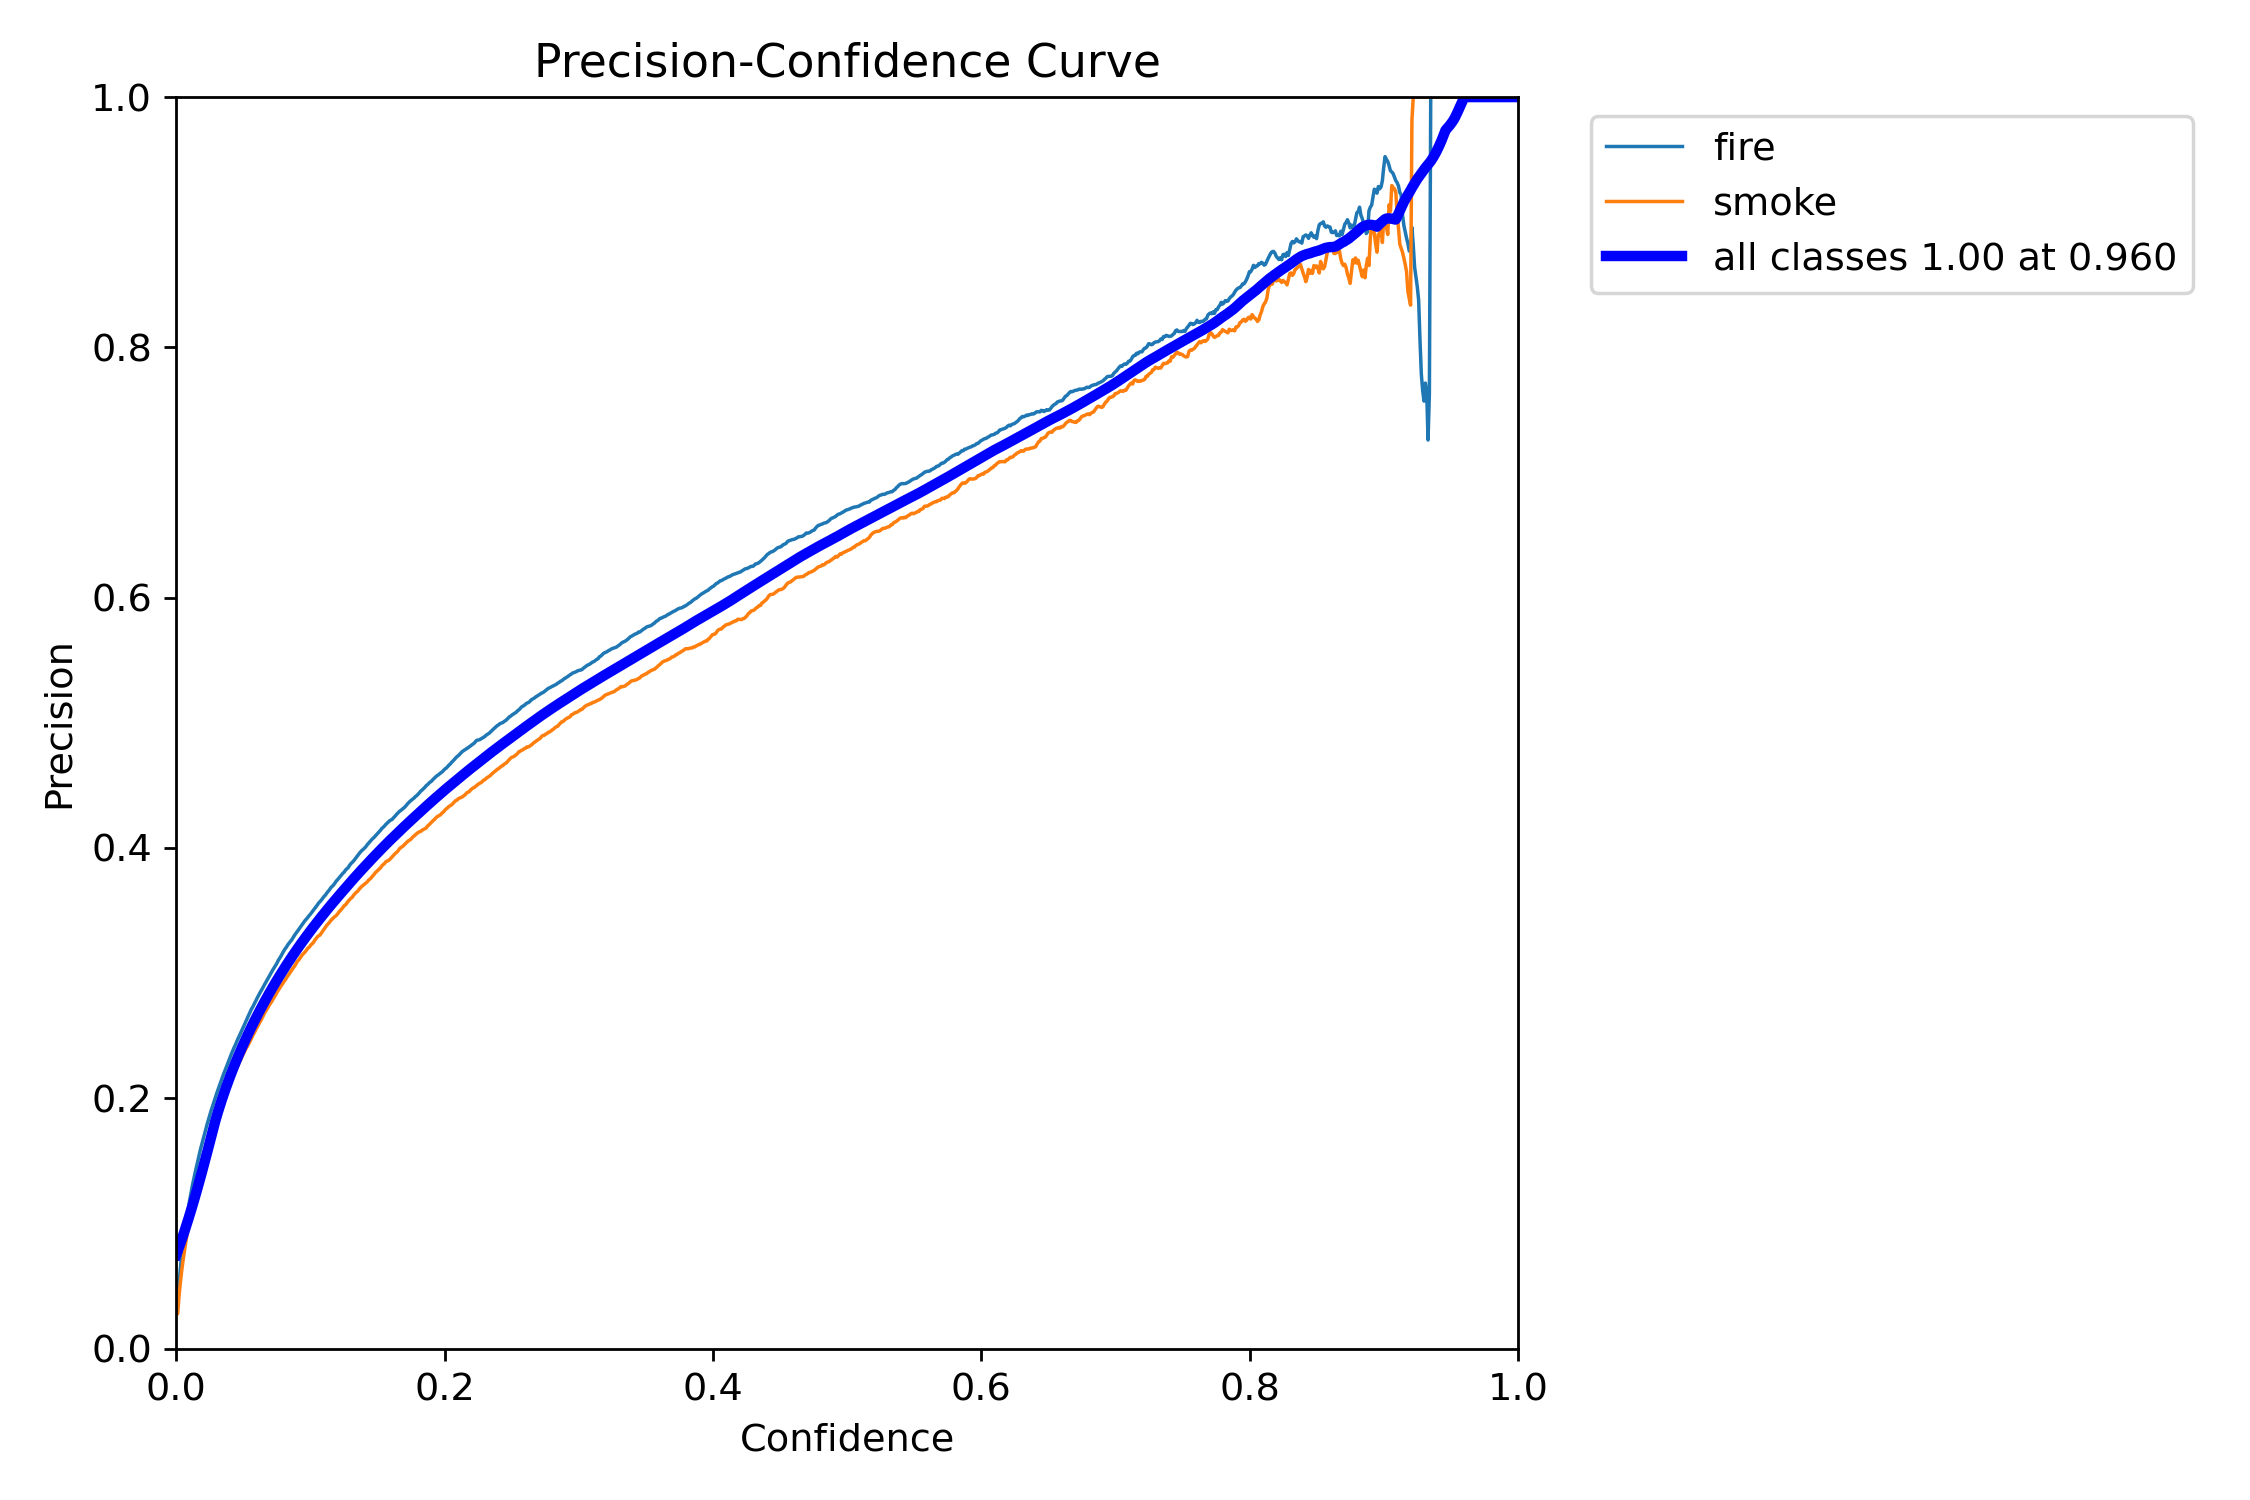 Precision-Confidence Curve
1.0
0.8
0.6
0.4
0.2
0.0
Precision
0.0 0.2 0.4 0.6 0.8 1.0
Confidence
fire
smoke
all classes 1.00 at 0.960